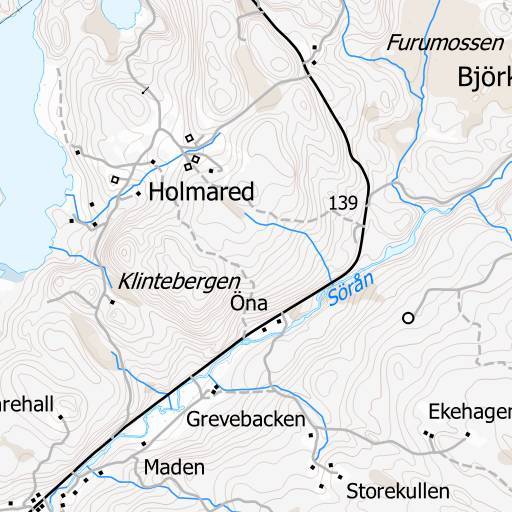 Furumossen
Björk
Holmared
139
Klintebergen
Öna
Sörån
rehall
Grevebacken
Ekehagen
Maden
Storekullen